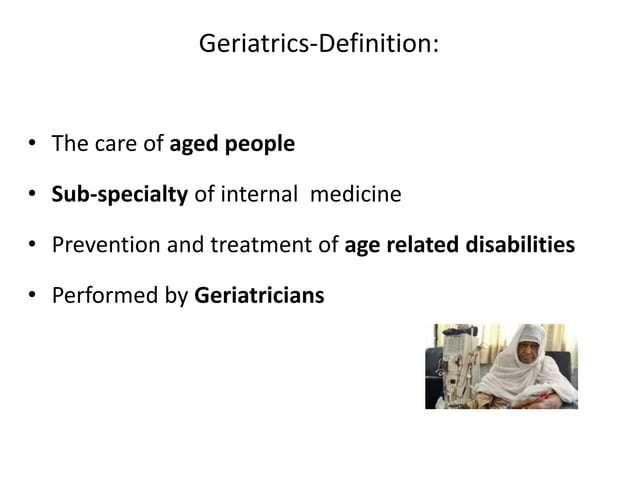 Geriatrics-Definition:
• The care of aged people
• Sub-specialty of internal  medicine
• Prevention and treatment of age related disabilities
• Performed by Geriatricians